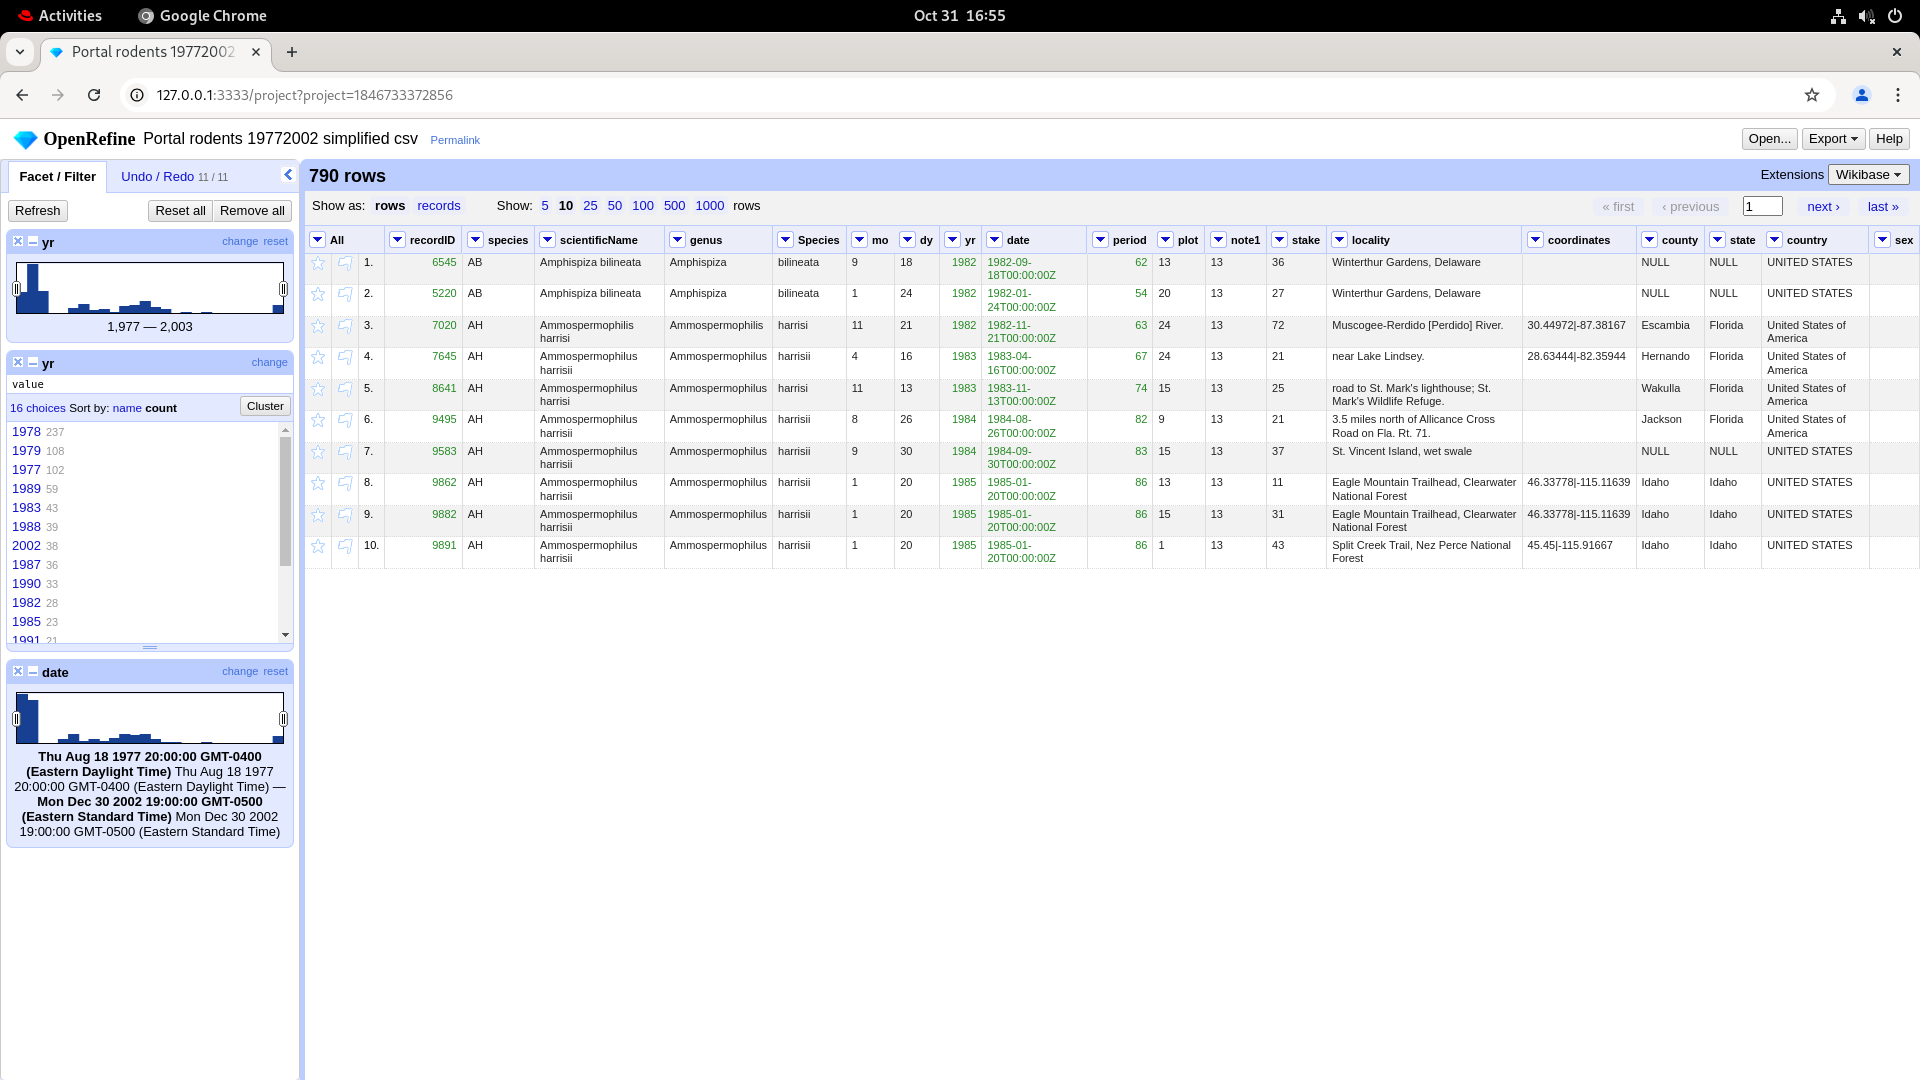 Activities
Google Chrome
Oct 31 16:55
Portal rodents 19772002
127.0.0.1:3333/project?project=1846733372856
OpenRefine Portal rodents 19772002 simplified csv Permalink
Open... Export Help
Facet / Filter Undo / Redo 11 / 11
790 rows
Extensions Wikibase
Refresh Reset all Remove all
Show as: rows records Show: 5 10 25 50 100 500 1000 rows
« first ‹ previous 1 next › last »
yr change reset
1,977 — 2,003
yr change
value
16 choices Sort by: name count Cluster
1978 237
1979 108
1977 102
1989 59
1983 43
1988 39
2002 38
1987 36
1990 33
1982 28
1985 23
1991 21
date change reset
Thu Aug 18 1977 20:00:00 GMT-0400
(Eastern Daylight Time) Thu Aug 18 1977
20:00:00 GMT-0400 (Eastern Daylight Time) —
Mon Dec 30 2002 19:00:00 GMT-0500
(Eastern Standard Time) Mon Dec 30 2002
19:00:00 GMT-0500 (Eastern Standard Time)
All recordID species scientificName genus Species mo dy yr date period plot note1 stake locality coordinates county state country sex
1. 6545 AB Amphispiza bilineata Amphispiza bilineata 9 18 1982 1982-09-18T00:00:00Z 62 13 13 36 Winterthur Gardens, Delaware NULL NULL UNITED STATES
2. 5220 AB Amphispiza bilineata Amphispiza bilineata 1 24 1982 1982-01-24T00:00:00Z 54 20 13 27 Winterthur Gardens, Delaware NULL NULL UNITED STATES
3. 7020 AH Ammospermophilis harrisi Ammospermophilis harrisi 11 21 1982 1982-11-21T00:00:00Z 63 24 13 72 Muscogee-Rerdido [Perdido] River. 30.44972|-87.38167 Escambia Florida United States of America
4. 7645 AH Ammospermophilus harrisii Ammospermophilus harrisii 4 16 1983 1983-04-16T00:00:00Z 67 24 13 21 near Lake Lindsey. 28.63444|-82.35944 Hernando Florida United States of America
5. 8641 AH Ammospermophilus harrisi Ammospermophilus harrisi 11 13 1983 1983-11-13T00:00:00Z 74 15 13 25 road to St. Mark's lighthouse; St. Mark's Wildlife Refuge. Wakulla Florida United States of America
6. 9495 AH Ammospermophilus harrisii Ammospermophilus harrisii 8 26 1984 1984-08-26T00:00:00Z 82 9 13 21 3.5 miles north of Allicance Cross Road on Fla. Rt. 71. Jackson Florida United States of America
7. 9583 AH Ammospermophilus harrisii Ammospermophilus harrisii 9 30 1984 1984-09-30T00:00:00Z 83 15 13 37 St. Vincent Island, wet swale NULL NULL UNITED STATES
8. 9862 AH Ammospermophilus harrisii Ammospermophilus harrisii 1 20 1985 1985-01-20T00:00:00Z 86 13 13 11 Eagle Mountain Trailhead, Clearwater National Forest 46.33778|-115.11639 Idaho Idaho UNITED STATES
9. 9882 AH Ammospermophilus harrisii Ammospermophilus harrisii 1 20 1985 1985-01-20T00:00:00Z 86 15 13 31 Eagle Mountain Trailhead, Clearwater National Forest 46.33778|-115.11639 Idaho Idaho UNITED STATES
10. 9891 AH Ammospermophilus harrisii Ammospermophilus harrisii 1 20 1985 1985-01-20T00:00:00Z 86 1 13 43 Split Creek Trail, Nez Perce National Forest 45.45|-115.91667 Idaho Idaho UNITED STATES